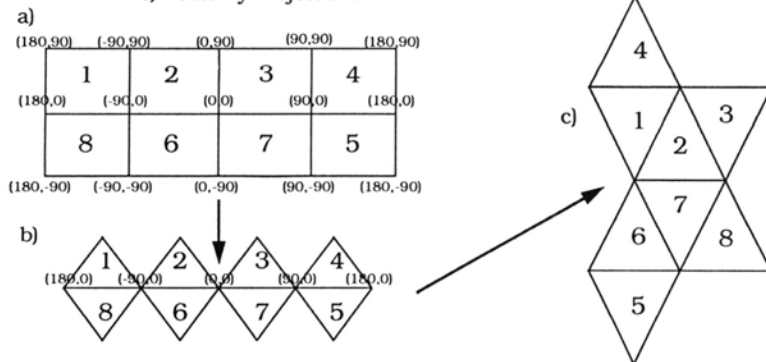 a)
(180,90) (-90,90) (0,90) (90,90) (180,90)
1 2 3 4
(180,0) (-90,0) (0,0) (90,0) (180,0)
8 6 7 5
(180,-90) (-90,-90) (0,-90) (90,-90) (180,-90)
b)
1 2 3 4
(180,0) (-90,0) (0,0) (90,0) (180,0)
8 6 7 5
c)
4
1 2 3
6 7 8
5